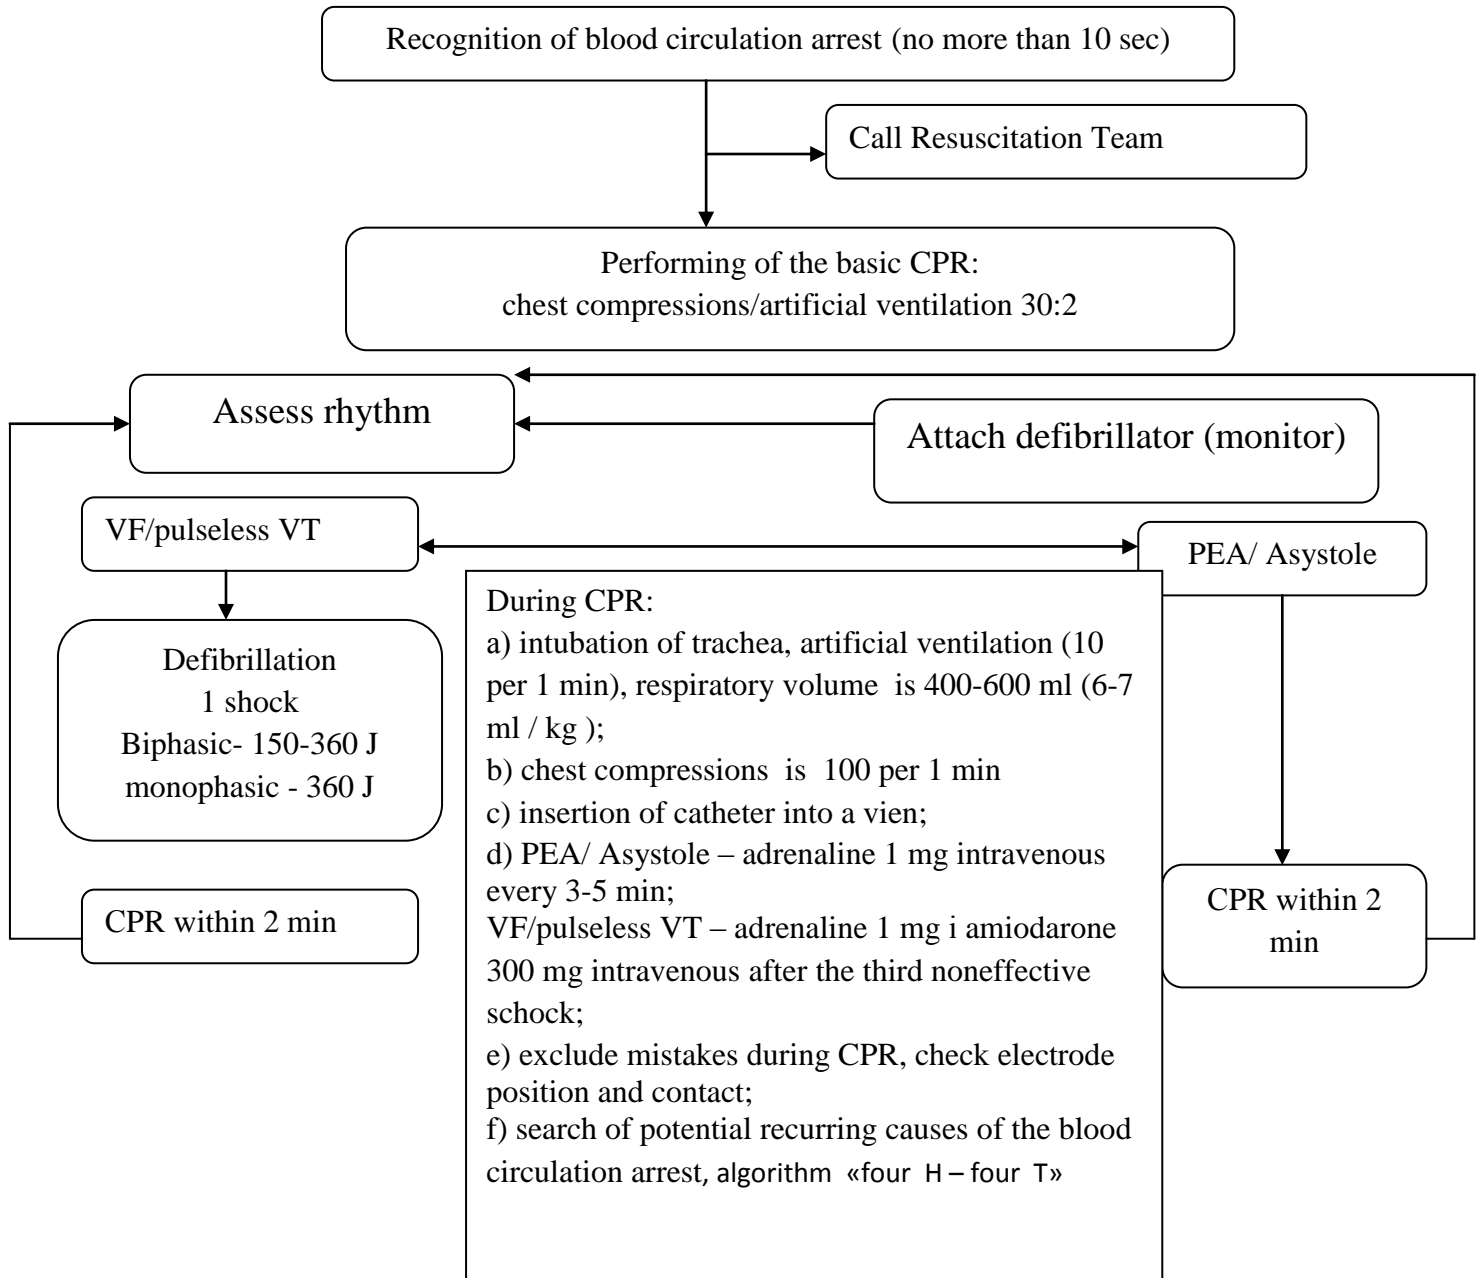 Recognition of blood circulation arrest (no more than 10 sec)
Call Resuscitation Team
Performing of the basic CPR:
chest compressions/artificial ventilation 30:2
Assess rhythm
Attach defibrillator (monitor)
VF/pulseless VT
PEA/ Asystole
Defibrillation
1 shock
Biphasic- 150-360 J
monophasic - 360 J
CPR within 2 min
During CPR:
a) intubation of trachea, artificial ventilation (10
per 1 min), respiratory volume  is 400-600 ml (6-7
ml / kg );
b) chest compressions  is  100 per 1 min
c) insertion of catheter into a vien;
d) PEA/ Asystole – adrenaline 1 mg intravenous
every 3-5 min;
VF/pulseless VT – adrenaline 1 mg i amiodarone
300 mg intravenous after the third noneffective
schock;
e) exclude mistakes during CPR, check electrode
position and contact;
f) search of potential recurring causes of the blood
circulation arrest, algorithm  «four  H – four  T»
CPR within 2
min